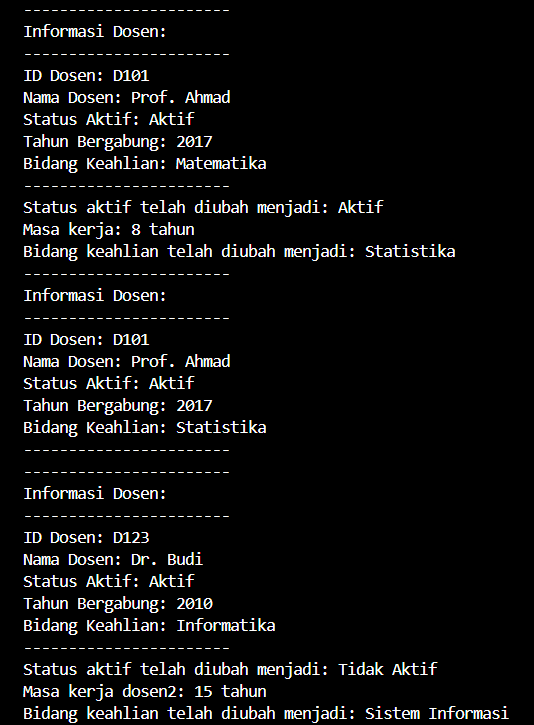 -----------------------
Informasi Dosen:
-----------------------
ID Dosen: D101
Nama Dosen: Prof. Ahmad
Status Aktif: Aktif
Tahun Bergabung: 2017
Bidang Keahlian: Matematika
-----------------------
Status aktif telah diubah menjadi: Aktif
Masa kerja: 8 tahun
Bidang keahlian telah diubah menjadi: Statistika
-----------------------
Informasi Dosen:
-----------------------
ID Dosen: D101
Nama Dosen: Prof. Ahmad
Status Aktif: Aktif
Tahun Bergabung: 2017
Bidang Keahlian: Statistika
-----------------------
-----------------------
Informasi Dosen:
-----------------------
ID Dosen: D123
Nama Dosen: Dr. Budi
Status Aktif: Aktif
Tahun Bergabung: 2010
Bidang Keahlian: Informatika
-----------------------
Status aktif telah diubah menjadi: Tidak Aktif
Masa kerja dosen2: 15 tahun
Bidang keahlian telah diubah menjadi: Sistem Informasi